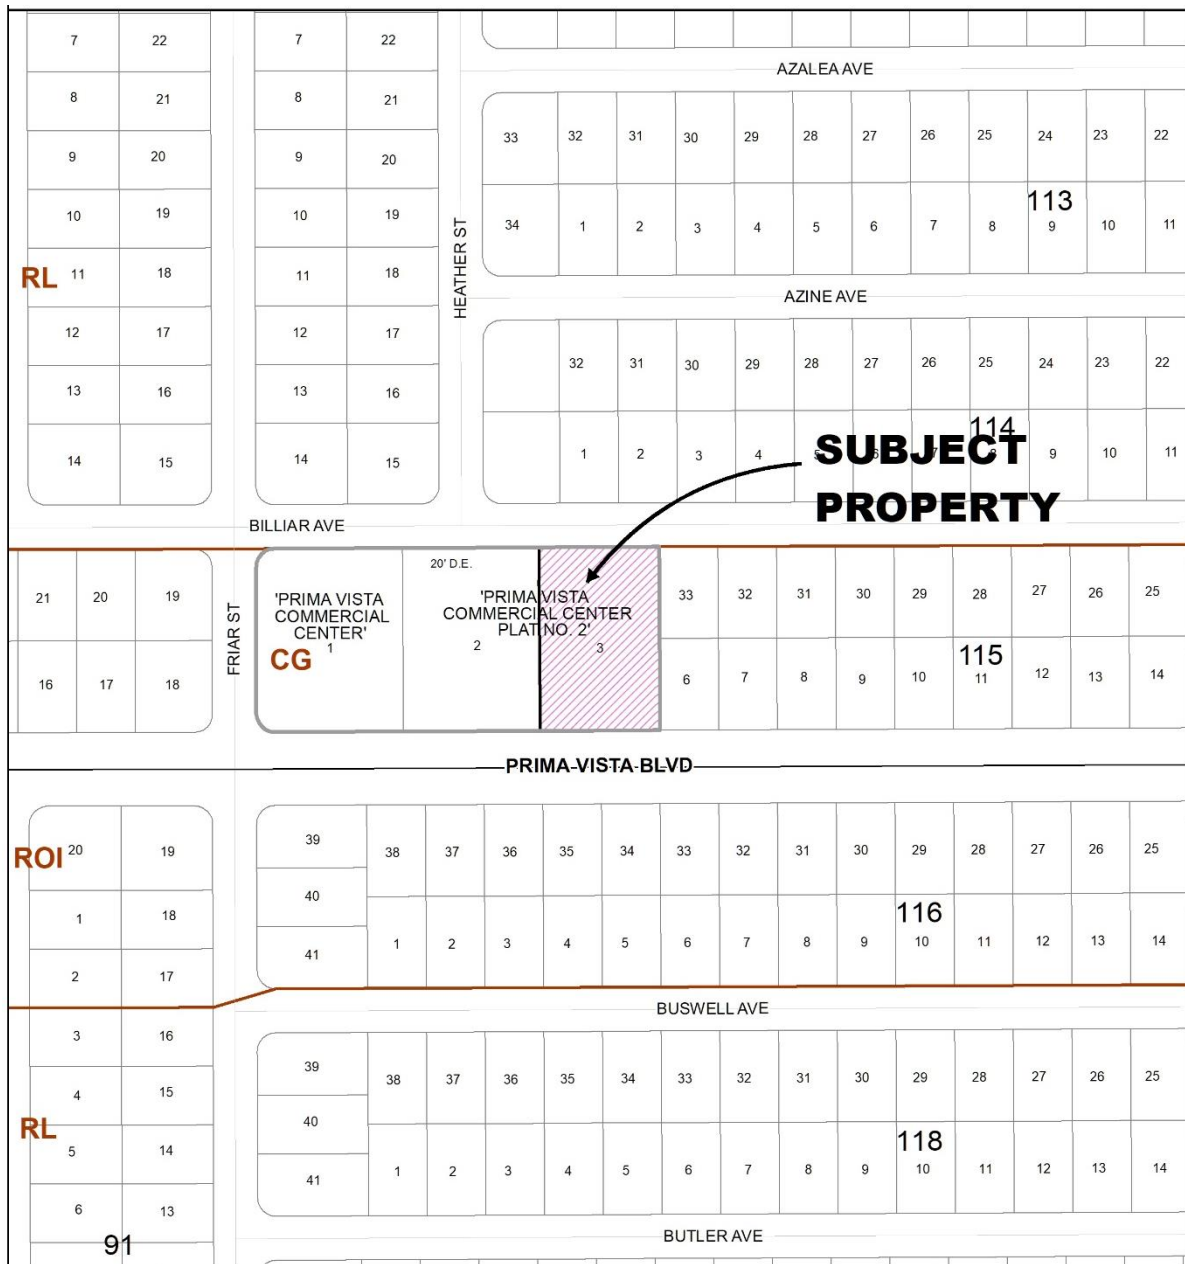 7 22 7 22
AZALEA AVE
8 21 8 21
33 32 31 30 29 28 27 26 25 24 23 22
9 20 9 20
113
10 19 10 19
34 1 2 3 4 5 6 7 8 9 10 11
HEATHER ST
RL 11 18 11 18
AZINE AVE
12 17 12 17
32 31 30 29 28 27 26 25 24 23 22
13 16 13 16
114
14 15 14 15
1 2 3 4 5 6 7 8 9 10 11
SUBJECT
PROPERTY
BILLIAR AVE
20' D.E.
21 20 19
'PRIMA VISTA
COMMERCIAL
CENTER'
1
'PRIMA VISTA
COMMERCIAL CENTER
PLAT NO. 2'
2 3
33 32 31 30 29 28 27 26 25
FRIAR ST
CG
115
16 17 18
6 7 8 9 10 11 12 13 14
PRIMA VISTA BLVD
ROI 20 19
39
38 37 36 35 34 33 32 31 30 29 28 27 26 25
40
1 18
116
41
1 2 3 4 5 6 7 8 9 10 11 12 13 14
2 17
BUSWELL AVE
3 16
39
38 37 36 35 34 33 32 31 30 29 28 27 26 25
4 15
40
RL
118
5 14
41
1 2 3 4 5 6 7 8 9 10 11 12 13 14
6 13
91
BUTLER AVE